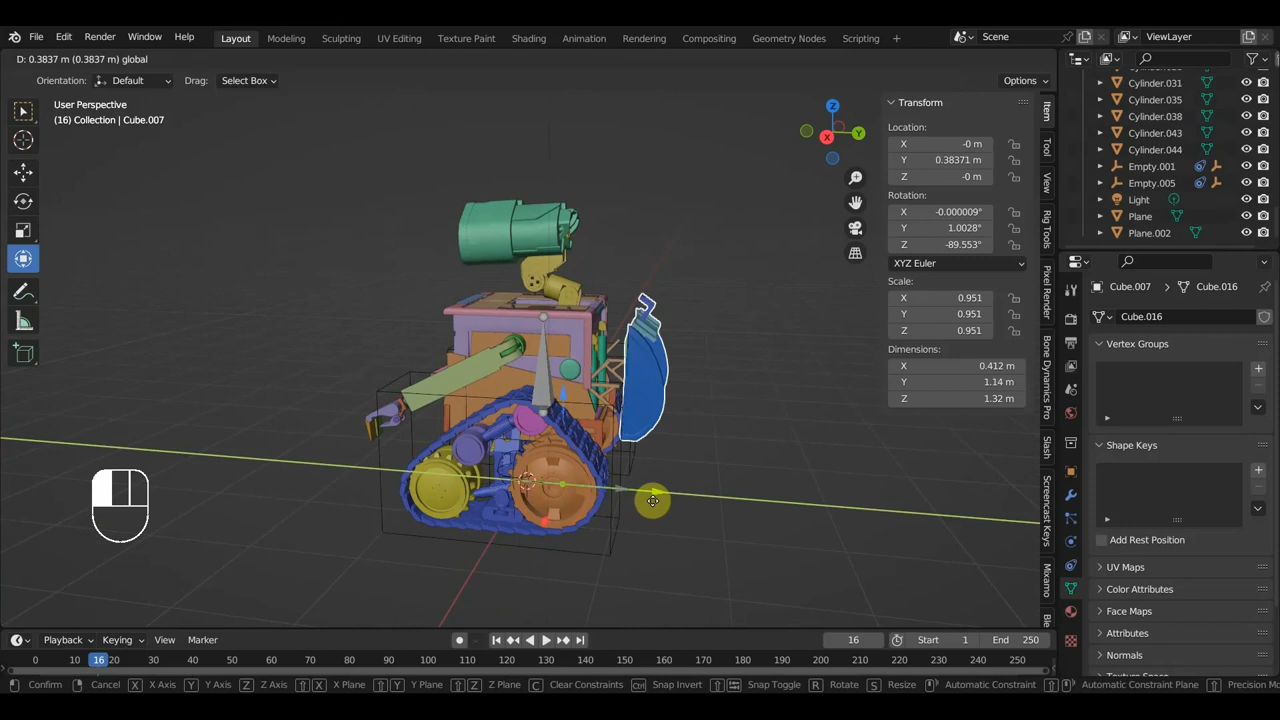 File Edit Render Window Help Layout Modeling Sculpting UV Editing Texture Paint Shading Animation Rendering Compositing Geometry Nodes Scripting + Scene ViewLayer
D: 0.3837 m (0.3837 m) global
Orientation: Default Drag: Select Box Options
User Perspective
(16) Collection | Cube.007
Z
Y
X
Transform
Location:
X -0 m
Y 0.38371 m
Z -0 m
Rotation:
X -0.000009°
Y 1.0028°
Z -89.553°
XYZ Euler
Scale:
X 0.951
Y 0.951
Z 0.951
Dimensions:
X 0.412 m
Y 1.14 m
Z 1.32 m
Item
Tool
View
Rig Tools
Pixel Render
Bone Dynamics Pro
Slash
Screencast Keys
Mixamo
Cylinder.031
Cylinder.035
Cylinder.038
Cylinder.043
Cylinder.044
Empty.001
Empty.005
Light
Plane
Plane.002
Cube.007 Cube.016
Cube.016
Vertex Groups
Shape Keys
Add Rest Position
UV Maps
Color Attributes
Face Maps
Attributes
Normals
Playback Keying View Marker 16 Start 1 End 250
0 10 16 20 30 40 50 60 70 80 90 100 110 120 130 140 150 160 170 180 190 200 210 220 230 240 250
Confirm Cancel X X Axis Y Y Axis Z Z Axis X X Plane Y Y Plane Z Z Plane C Clear Constraints Ctrl Snap Invert Snap Toggle R Rotate S Resize Automatic Constraint Automatic Constraint Plane Precision Mo